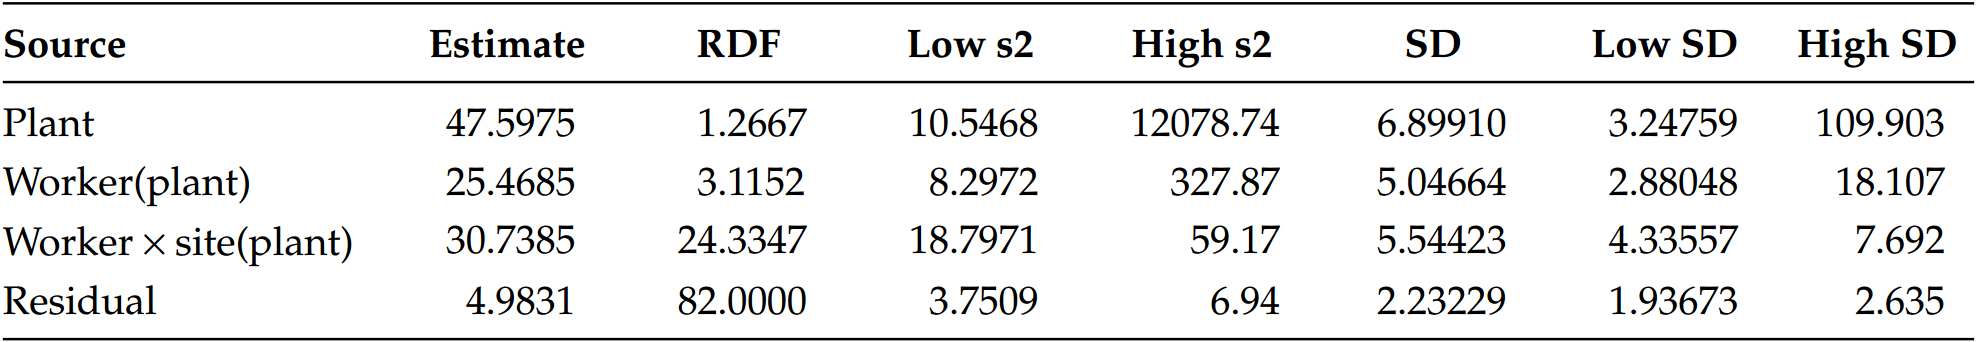 Source Estimate RDF Low s2 High s2 SD Low SD High SD
Plant 47.5975 1.2667 10.5468 12078.74 6.89910 3.24759 109.903
Worker(plant) 25.4685 3.1152 8.2972 327.87 5.04664 2.88048 18.107
Worker × site(plant) 30.7385 24.3347 18.7971 59.17 5.54423 4.33557 7.692
Residual 4.9831 82.0000 3.7509 6.94 2.23229 1.93673 2.635